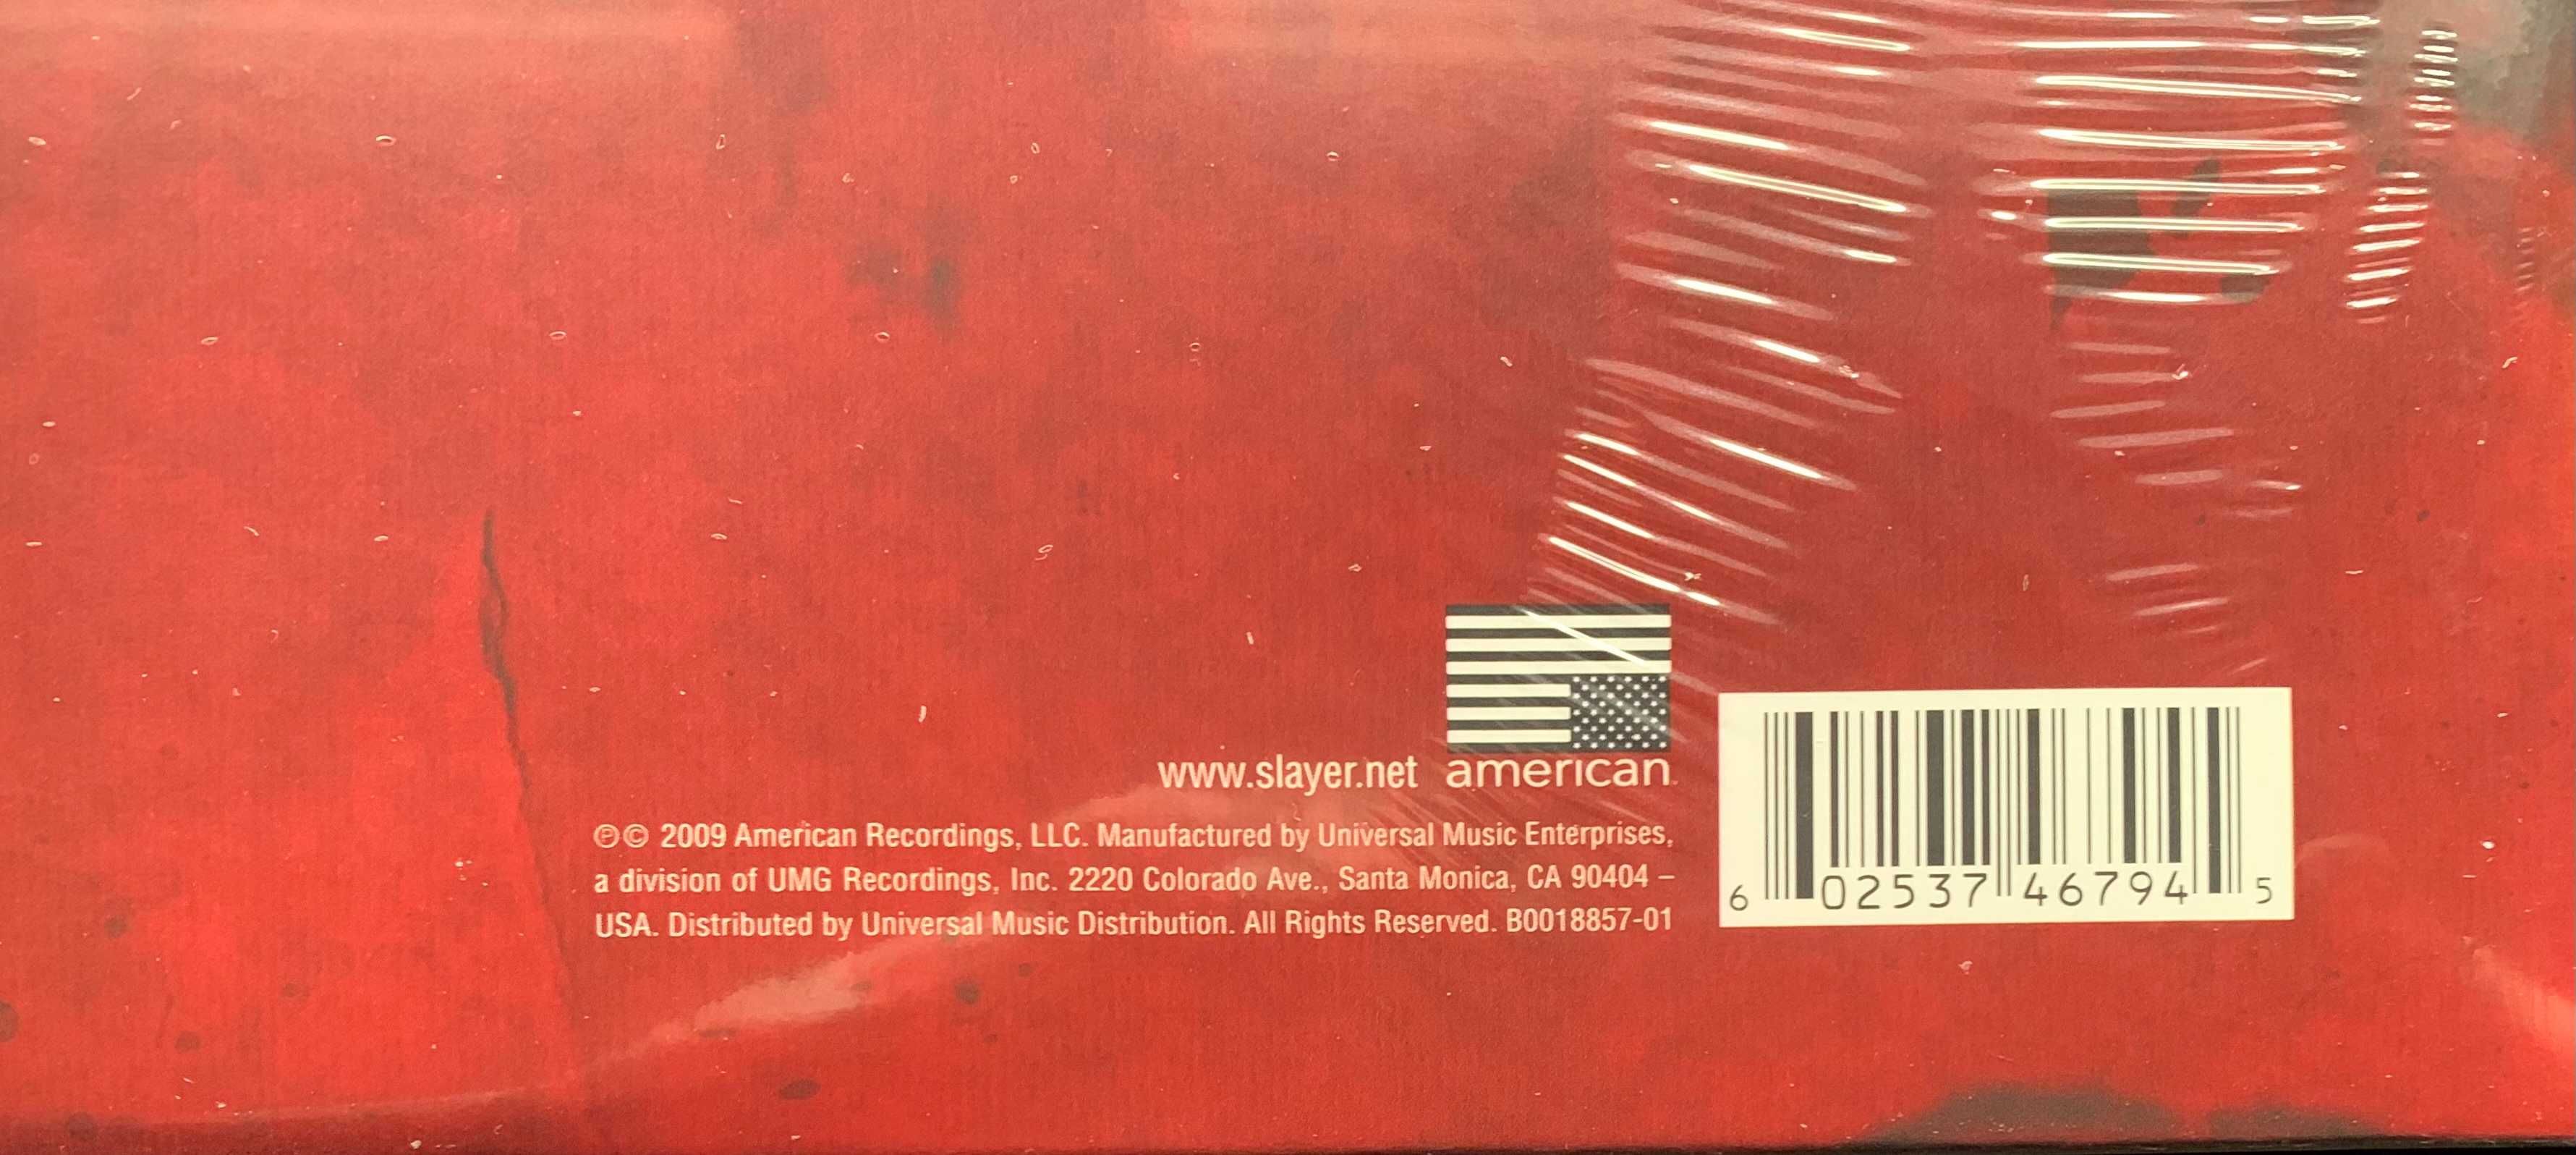 www.slayer.net american
℗© 2009 American Recordings, LLC. Manufactured by Universal Music Enterprises,
a division of UMG Recordings, Inc. 2220 Colorado Ave., Santa Monica, CA 90404 –
USA. Distributed by Universal Music Distribution. All Rights Reserved. B0018857-01
6 02537 46794 5